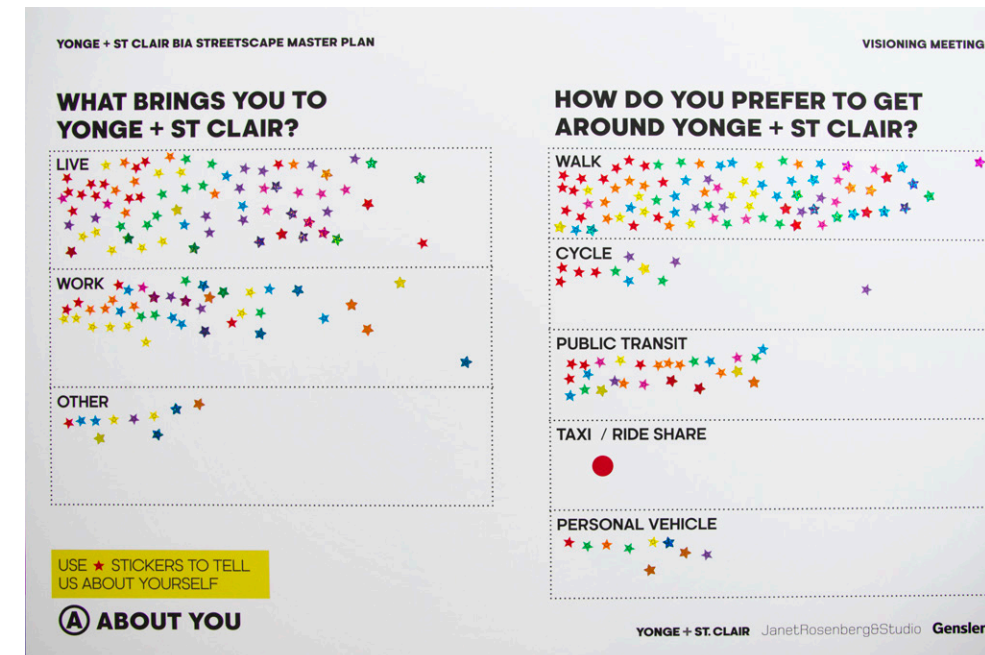 YONGE + ST CLAIR BIA STREETSCAPE MASTER PLAN
VISIONING MEETING
WHAT BRINGS YOU TO
YONGE + ST CLAIR?
LIVE
WORK
OTHER
HOW DO YOU PREFER TO GET
AROUND YONGE + ST CLAIR?
WALK
CYCLE
PUBLIC TRANSIT
TAXI / RIDE SHARE
PERSONAL VEHICLE
USE ★ STICKERS TO TELL
US ABOUT YOURSELF
A ABOUT YOU
YONGE + ST. CLAIR JanetRosenberg&Studio Gensler